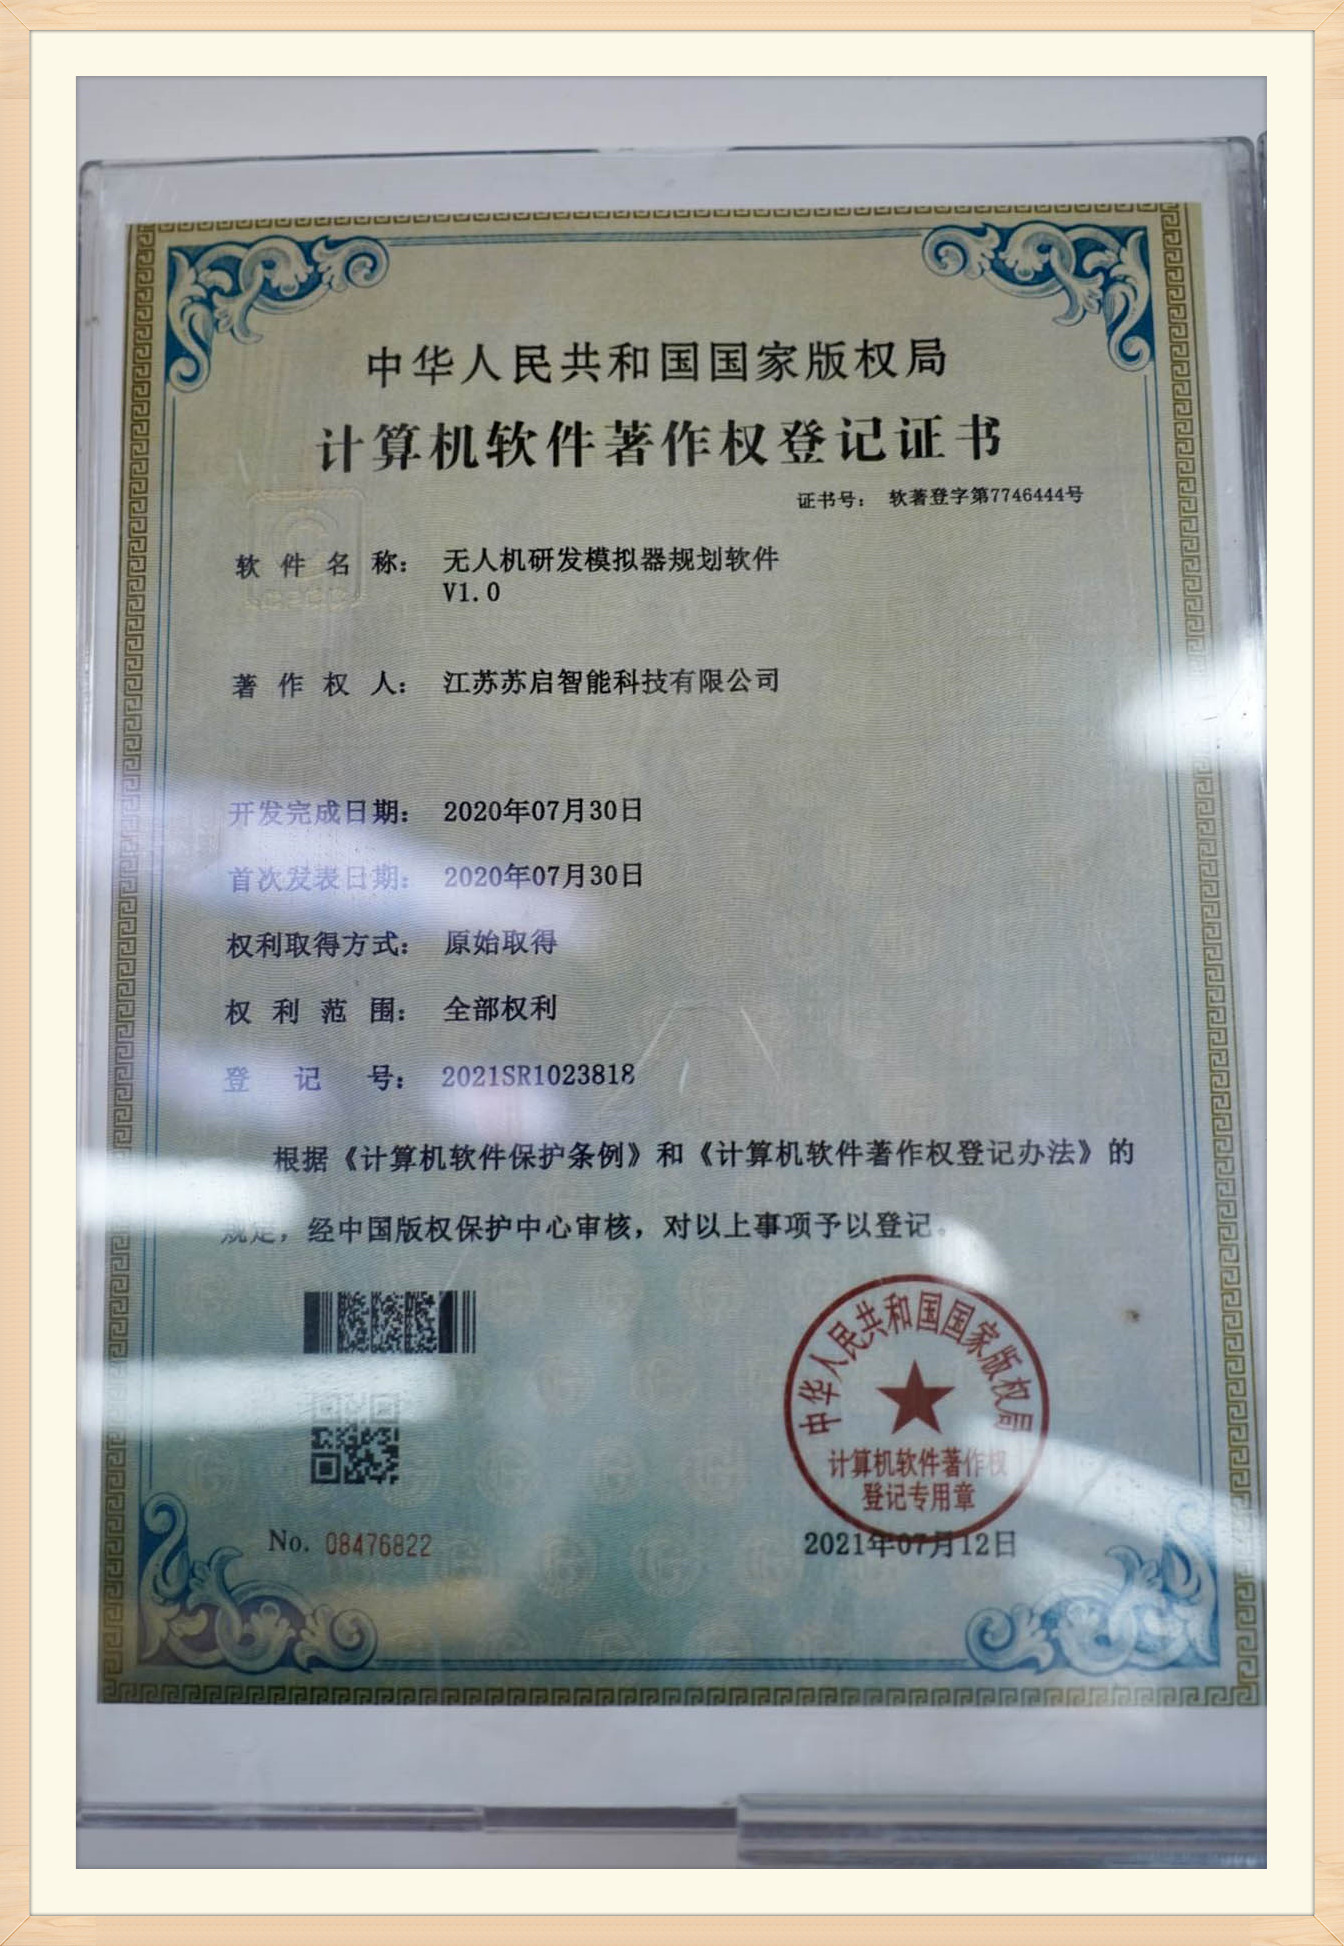 中华人民共和国国家版权局
计算机软件著作权登记证书
证书号： 软著登字第7746444号
软件名称： 无人机研发模拟器规划软件
V1.0
著作权人： 江苏苏启智能科技有限公司
开发完成日期： 2020年07月30日
首次发表日期： 2020年07月30日
权利取得方式： 原始取得
权利范围： 全部权利
登记号： 2021SR1023818
根据《计算机软件保护条例》和《计算机软件著作权登记办法》的
规定，经中国版权保护中心审核，对以上事项予以登记。
中华人民共和国国家版权局
计算机软件著作权
登记专用章
No. 08476822
2021年07月12日